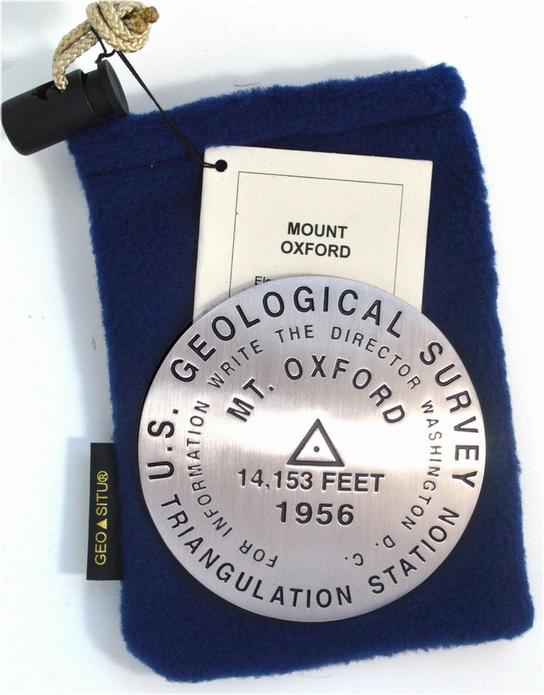 MOUNT
OXFORD
U.S. GEOLOGICAL SURVEY
FOR INFORMATION WRITE THE DIRECTOR WASHINGTON D. C.
MT. OXFORD
14,153 FEET
1956
TRIANGULATION STATION
GEO▲SITU®